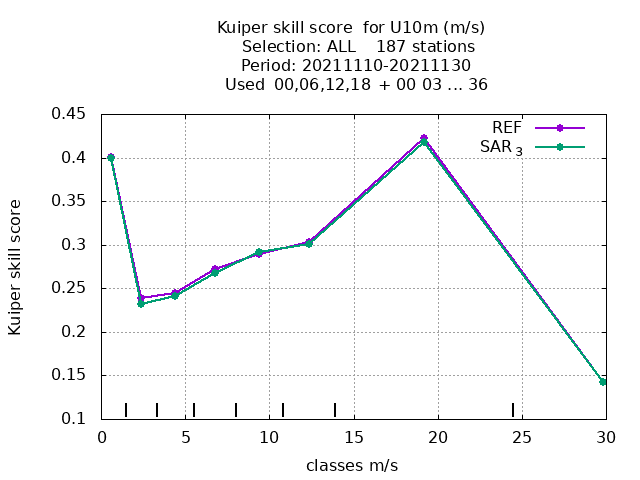 Kuiper skill score for U10m (m/s)
Selection: ALL 187 stations
Period: 20211110-20211130
Used 00,06,12,18 + 00 03 ... 36
REF
SAR 3
0.45
0.4
0.35
0.3
0.25
0.2
0.15
0.1
Kuiper skill score
0 5 10 15 20 25 30
classes m/s